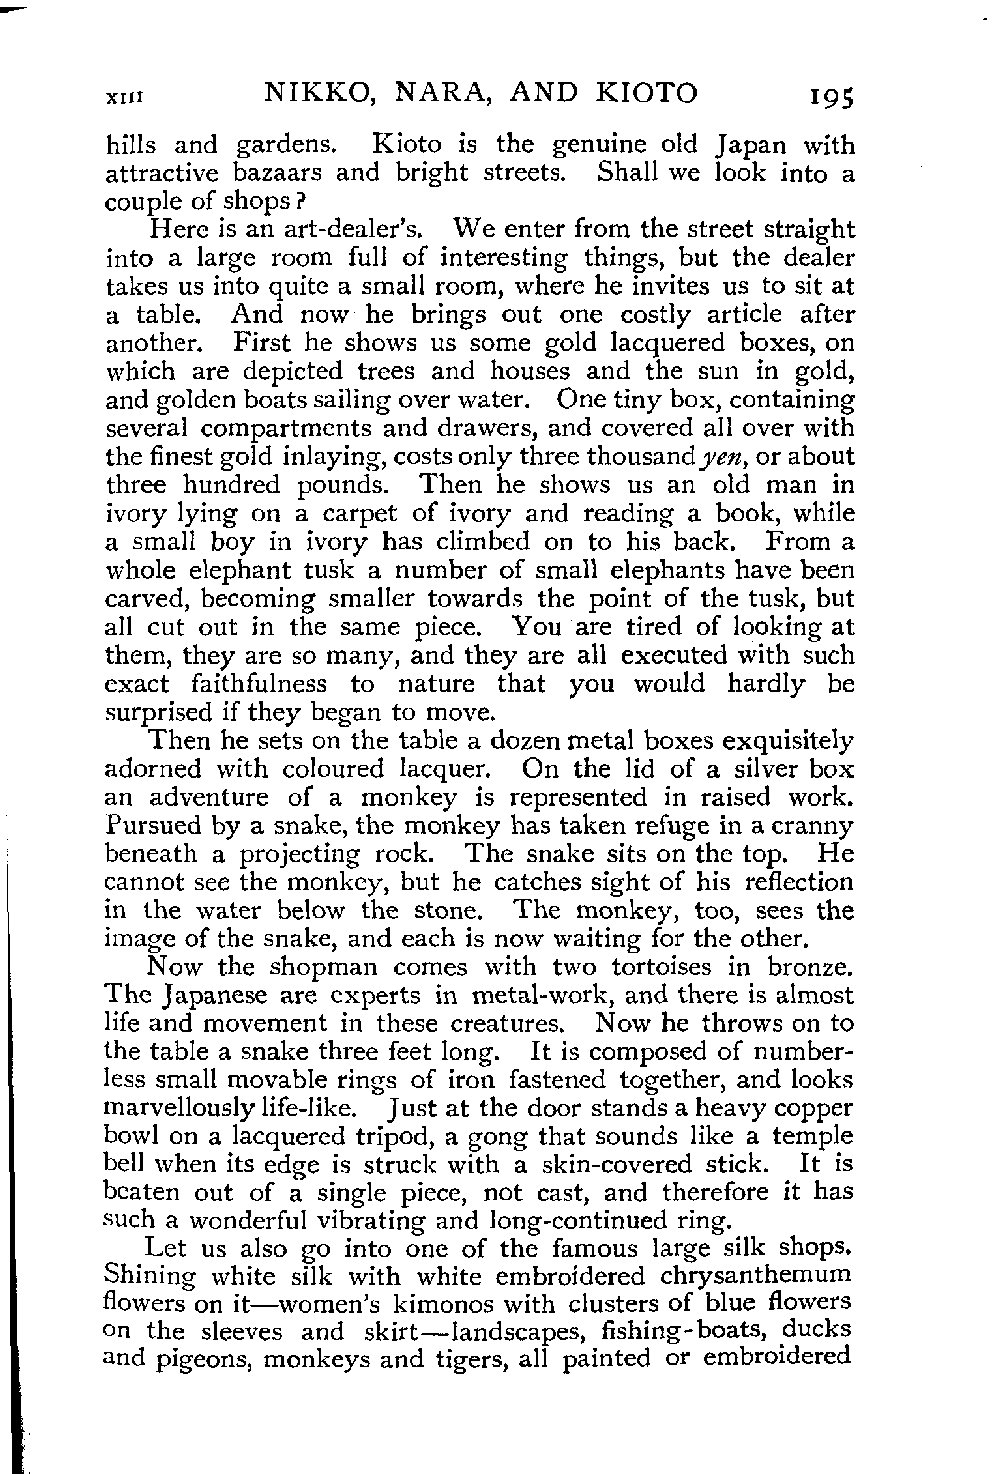 XIII NIKKO, NARA, AND KIOTO 195
hills and gardens. Kioto is the genuine old Japan with
attractive bazaars and bright streets. Shall we look into a
couple of shops?
Here is an art-dealer's. We enter from the street straight
into a large room full of interesting things, but the dealer
takes us into quite a small room, where he invites us to sit at
a table. And now he brings out one costly article after
another. First he shows us some gold lacquered boxes, on
which are depicted trees and houses and the sun in gold,
and golden boats sailing over water. One tiny box, containing
several compartments and drawers, and covered all over with
the finest gold inlaying, costs only three thousand yen, or about
three hundred pounds. Then he shows us an old man in
ivory lying on a carpet of ivory and reading a book, while
a small boy in ivory has climbed on to his back. From a
whole elephant tusk a number of small elephants have been
carved, becoming smaller towards the point of the tusk, but
all cut out in the same piece. You are tired of looking at
them, they are so many, and they are all executed with such
exact faithfulness to nature that you would hardly be
surprised if they began to move.
Then he sets on the table a dozen metal boxes exquisitely
adorned with coloured lacquer. On the lid of a silver box
an adventure of a monkey is represented in raised work.
Pursued by a snake, the monkey has taken refuge in a cranny
beneath a projecting rock. The snake sits on the top. He
cannot see the monkey, but he catches sight of his reflection
in the water below the stone. The monkey, too, sees the
image of the snake, and each is now waiting for the other.
Now the shopman comes with two tortoises in bronze.
The Japanese are experts in metal-work, and there is almost
life and movement in these creatures. Now he throws on to
the table a snake three feet long. It is composed of number-
less small movable rings of iron fastened together, and looks
marvellously life-like. Just at the door stands a heavy copper
bowl on a lacquered tripod, a gong that sounds like a temple
bell when its edge is struck with a skin-covered stick. It is
beaten out of a single piece, not cast, and therefore it has
such a wonderful vibrating and long-continued ring.
Let us also go into one of the famous large silk shops.
Shining white silk with white embroidered chrysanthemum
flowers on it—women's kimonos with clusters of blue flowers
on the sleeves and skirt—landscapes, fishing-boats, ducks
and pigeons, monkeys and tigers, all painted or embroidered